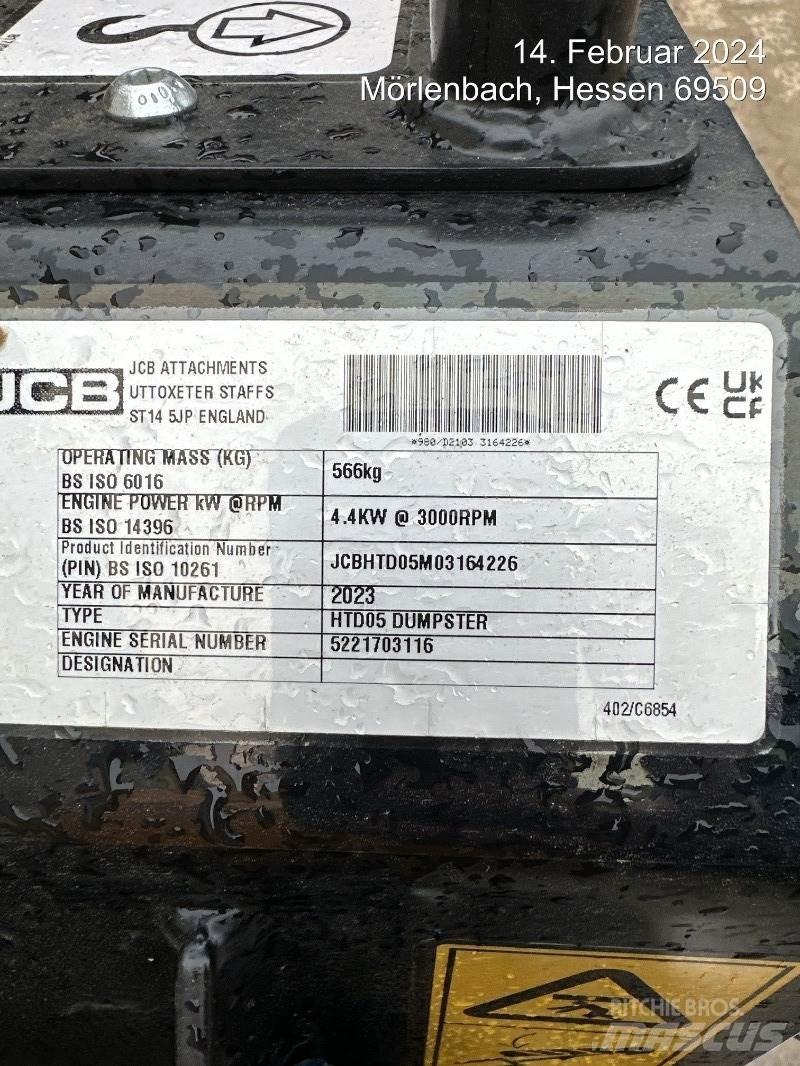 14. Februar 2024
Mörlenbach, Hessen 69509
JCB
JCB ATTACHMENTS
UTTOXETER STAFFS
ST14 5JP ENGLAND
*980/D2103 3164226*
CE UK CA
OPERATING MASS (KG)
BS ISO 6016
566kg
ENGINE POWER kW @RPM
BS ISO 14396
4.4KW @ 3000RPM
Product Identification Number
(PIN) BS ISO 10261
JCBHTD05M03164226
YEAR OF MANUFACTURE
2023
TYPE
HTD05 DUMPSTER
ENGINE SERIAL NUMBER
5221703116
DESIGNATION
402/C6854
RITCHIE BROS.
MASCUS